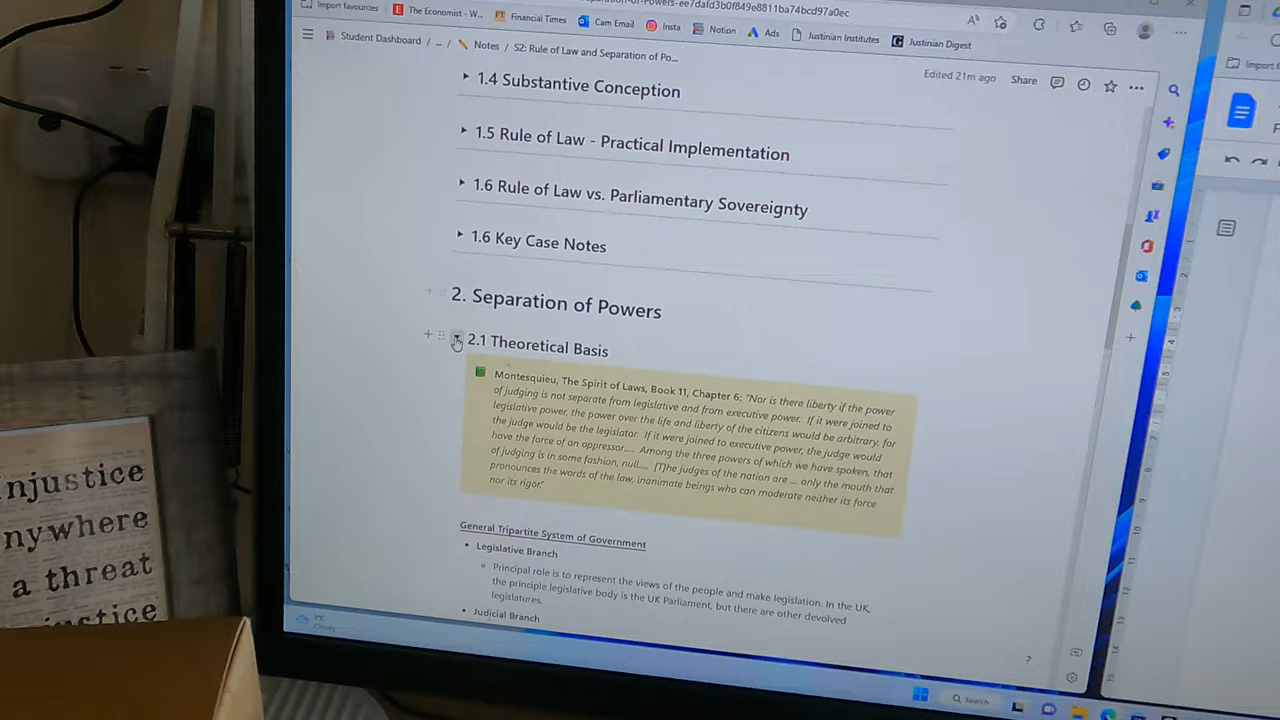 paration-of-Powers-ee7dafd3b0f849e8811ba74bcd97a0ec
Import favourites The Economist - W... Financial Times Cam Email Insta Notion Ads Justinian Institutes Justinian Digest
Student Dashboard / ... / Notes / S2: Rule of Law and Separation of Po...
Edited 21m ago Share
1.4 Substantive Conception
1.5 Rule of Law - Practical Implementation
1.6 Rule of Law vs. Parliamentary Sovereignty
1.6 Key Case Notes
2. Separation of Powers
2.1 Theoretical Basis
Montesquieu, The Spirit of Laws, Book 11, Chapter 6: "Nor is there liberty if the power
of judging is not separate from legislative and from executive power. If it were joined to
legislative power, the power over the life and liberty of the citizens would be arbitrary, for
the judge would be the legislator. If it were joined to executive power, the judge would
have the force of an oppressor.... Among the three powers of which we have spoken, that
of judging is in some fashion, null.... [T]he judges of the nation are ... only the mouth that
pronounces the words of the law, inanimate beings who can moderate neither its force
nor its rigor."
General Tripartite System of Government
Legislative Branch
Principal role is to represent the views of the people and make legislation. In the UK,
the principle legislative body is the UK Parliament, but there are other devolved
legislatures.
Judicial Branch
3°C
Cloudy
Search
njustice
nywhere
a threat
justice